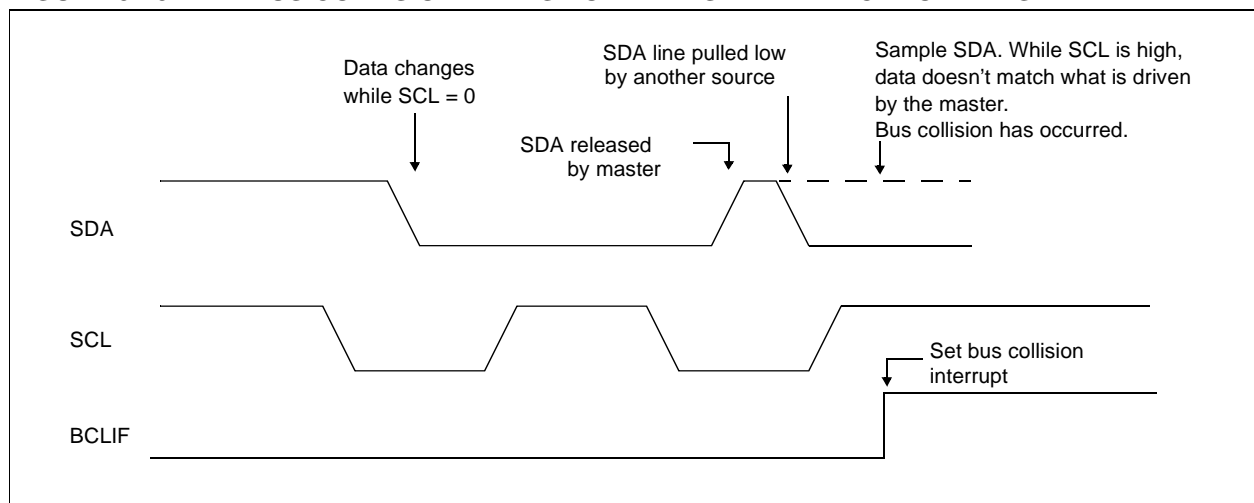 Data changes
while SCL = 0
SDA line pulled low
by another source
Sample SDA. While SCL is high,
data doesn't match what is driven
by the master.
Bus collision has occurred.
SDA released
by master
SDA
SCL
Set bus collision
interrupt
BCLIF